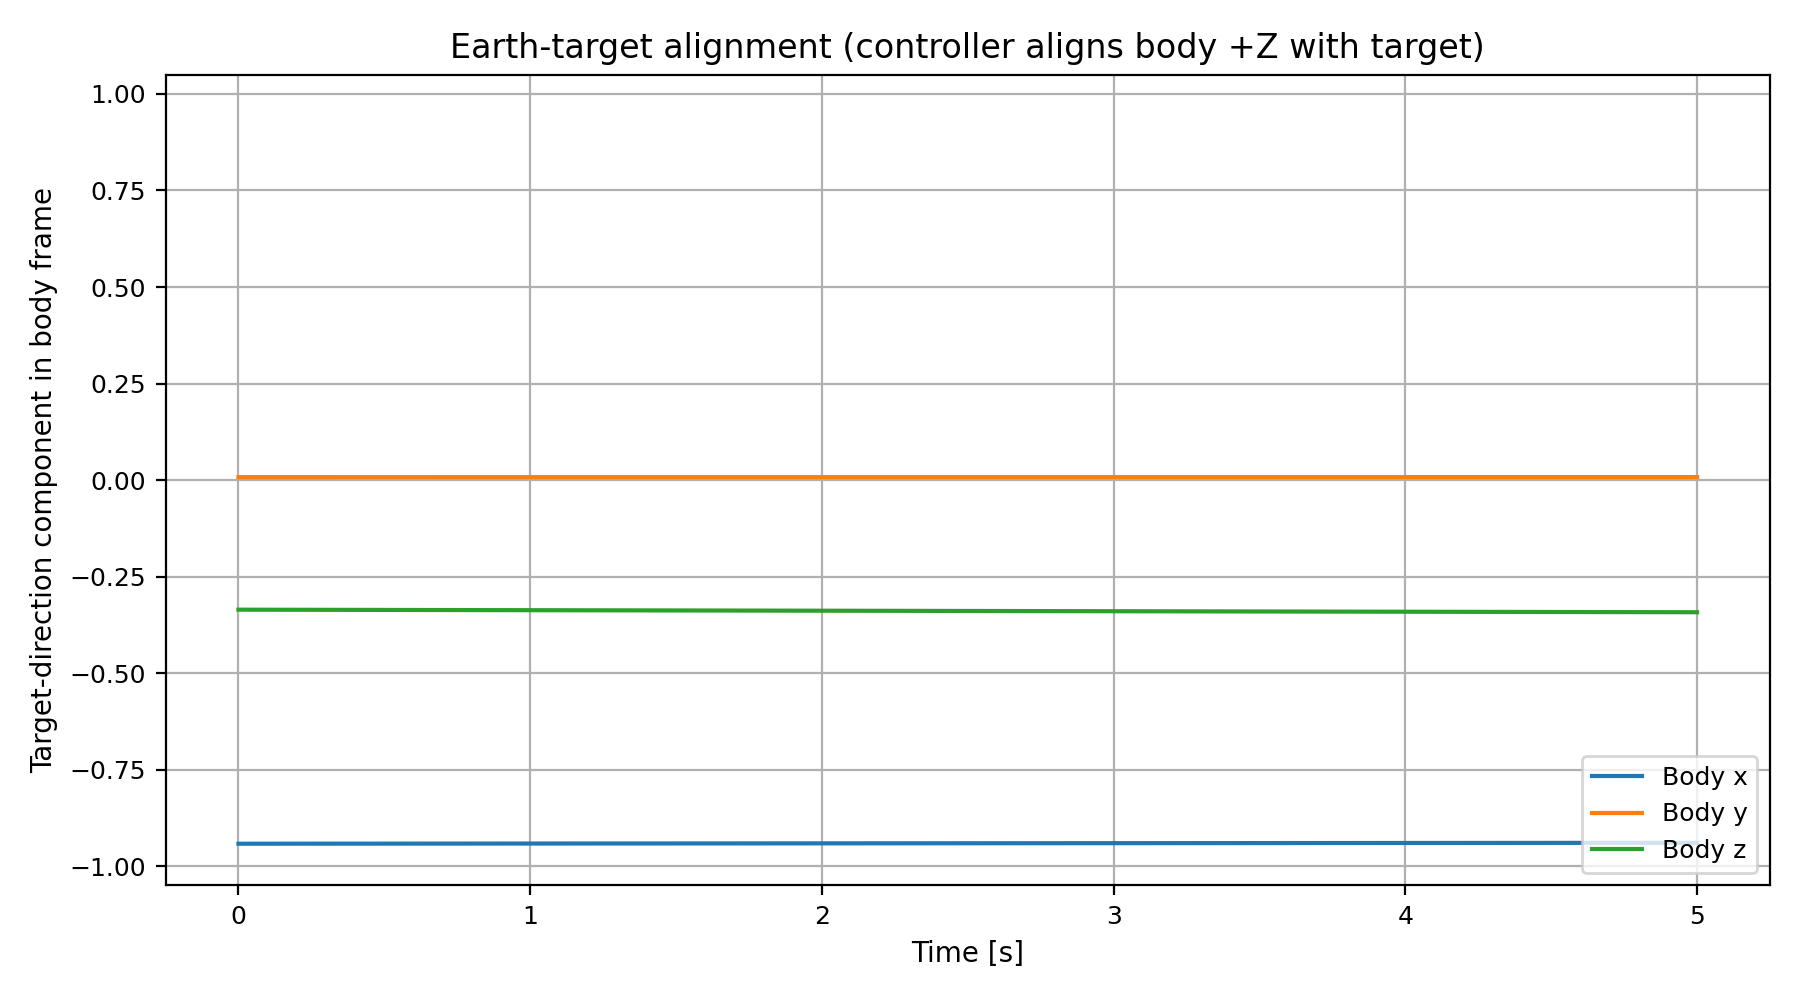 Earth-target alignment (controller aligns body +Z with target)
Target-direction component in body frame
1.00
0.75
0.50
0.25
0.00
−0.25
−0.50
−0.75
−1.00
Body x
Body y
Body z
0 1 2 3 4 5
Time [s]